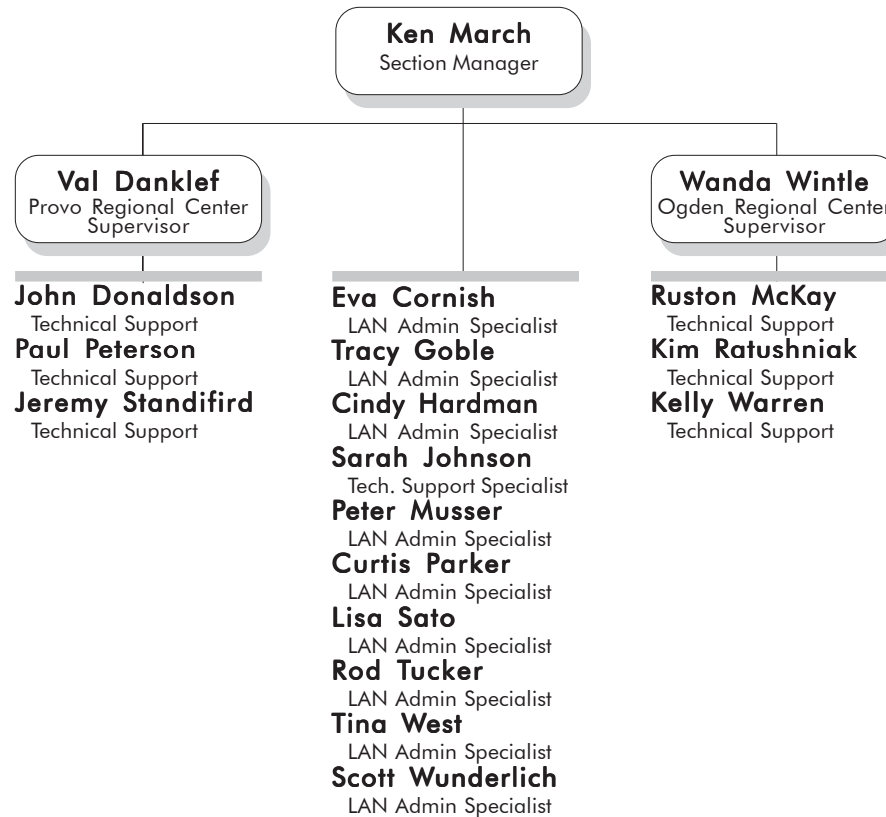 Ken March
Section Manager
Val Danklef
Provo Regional Center
Supervisor
Wanda Wintle
Ogden Regional Center
Supervisor
John Donaldson
Technical Support
Paul Peterson
Technical Support
Jeremy Standifird
Technical Support
Eva Cornish
LAN Admin Specialist
Tracy Goble
LAN Admin Specialist
Cindy Hardman
LAN Admin Specialist
Sarah Johnson
Tech. Support Specialist
Peter Musser
LAN Admin Specialist
Curtis Parker
LAN Admin Specialist
Lisa Sato
LAN Admin Specialist
Rod Tucker
LAN Admin Specialist
Tina West
LAN Admin Specialist
Scott Wunderlich
LAN Admin Specialist
Ruston McKay
Technical Support
Kim Ratushniak
Technical Support
Kelly Warren
Technical Support